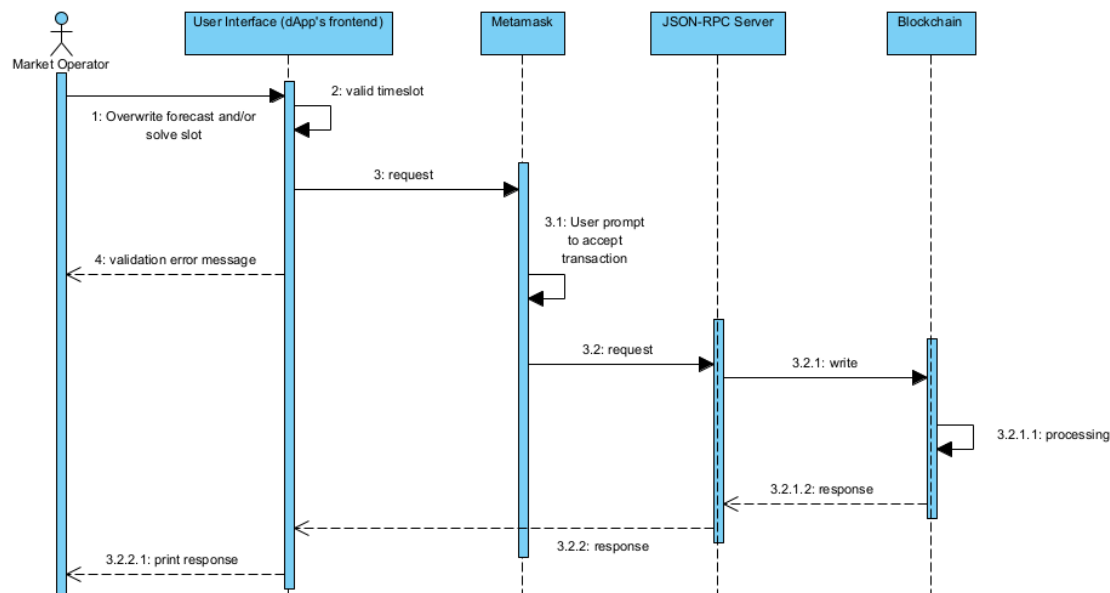 User Interface (dApp's frontend)
Metamask
JSON-RPC Server
Blockchain
Market Operator
2: valid timeslot
1: Overwrite forecast and/or
solve slot
3: request
3.1: User prompt
to accept
transaction
4: validation error message
3.2: request
3.2.1: write
3.2.1.1: processing
3.2.1.2: response
3.2.2: response
3.2.2.1: print response